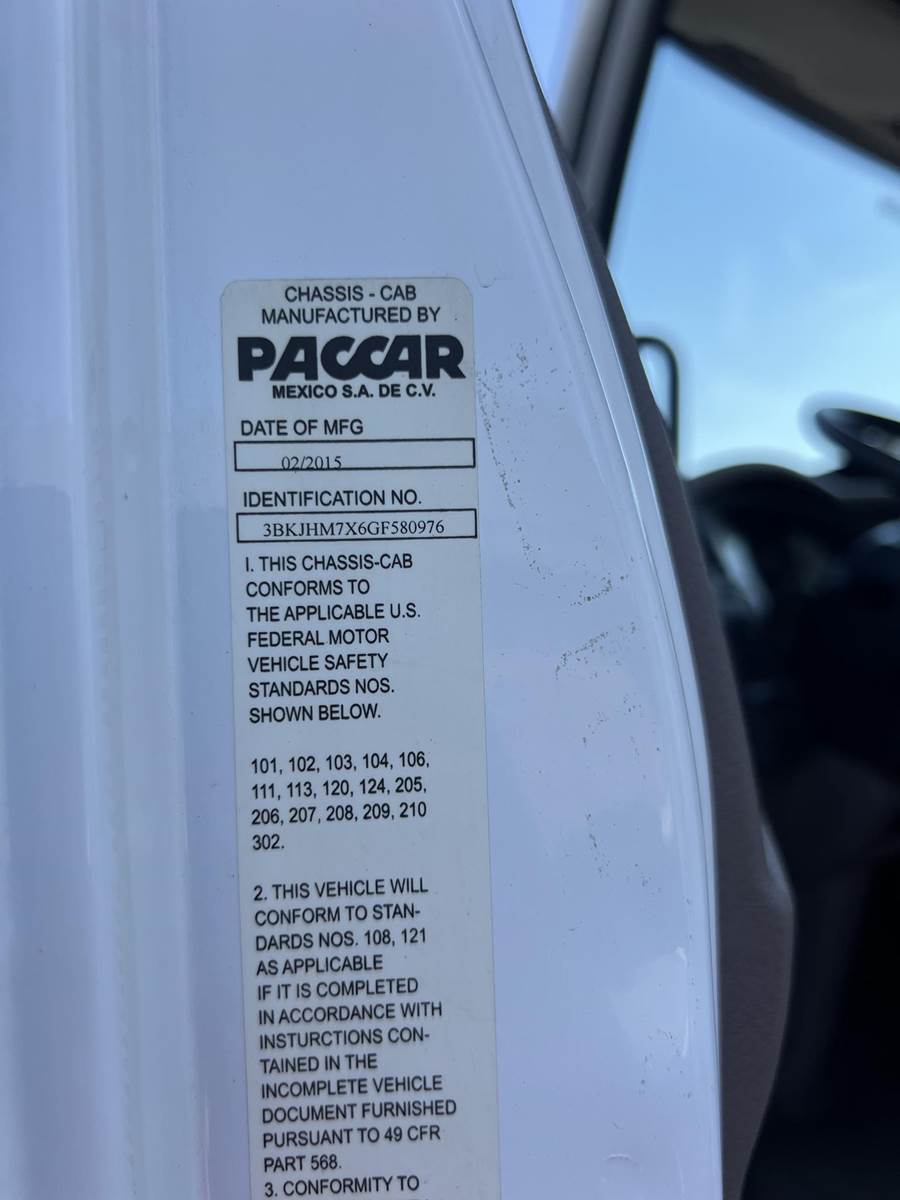 CHASSIS - CAB
MANUFACTURED BY
PACCAR
MEXICO S.A. DE C.V.
DATE OF MFG
02/2015
IDENTIFICATION NO.
3BKJHM7X6GF580976
I. THIS CHASSIS-CAB
CONFORMS TO
THE APPLICABLE U.S.
FEDERAL MOTOR
VEHICLE SAFETY
STANDARDS NOS.
SHOWN BELOW.
101, 102, 103, 104, 106,
111, 113, 120, 124, 205,
206, 207, 208, 209, 210
302.
2. THIS VEHICLE WILL
CONFORM TO STAN-
DARDS NOS. 108, 121
AS APPLICABLE
IF IT IS COMPLETED
IN ACCORDANCE WITH
INSTURCTIONS CON-
TAINED IN THE
INCOMPLETE VEHICLE
DOCUMENT FURNISHED
PURSUANT TO 49 CFR
PART 568.
3. CONFORMITY TO